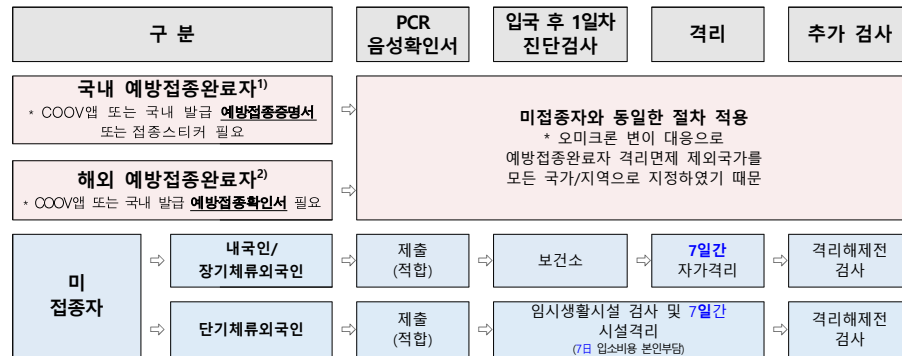 구 분
PCR
음성확인서
입국 후 1일차
진단검사
격리
추가 검사
국내 예방접종완료자1)
* COOV앱 또는 국내 발급 예방접종증명서
또는 접종스티커 필요
⇨
미접종자와 동일한 절차 적용
* 오미크론 변이 대응으로
예방접종완료자 격리면제 제외국가를
모든 국가/지역으로 지정하였기 때문
해외 예방접종완료자2)
* COOV앱 또는 국내 발급 예방접종확인서 필요
⇨
미
접종자
⇨
내국인/
장기체류외국인
⇨
제출
(적합)
⇨
보건소
⇨
7일간
자가격리
⇨
격리해제전
검사
⇨
단기체류외국인
⇨
제출
(적합)
⇨
임시생활시설 검사 및 7일간
시설격리
(7日 입소비용 본인부담)
⇨
격리해제전
검사